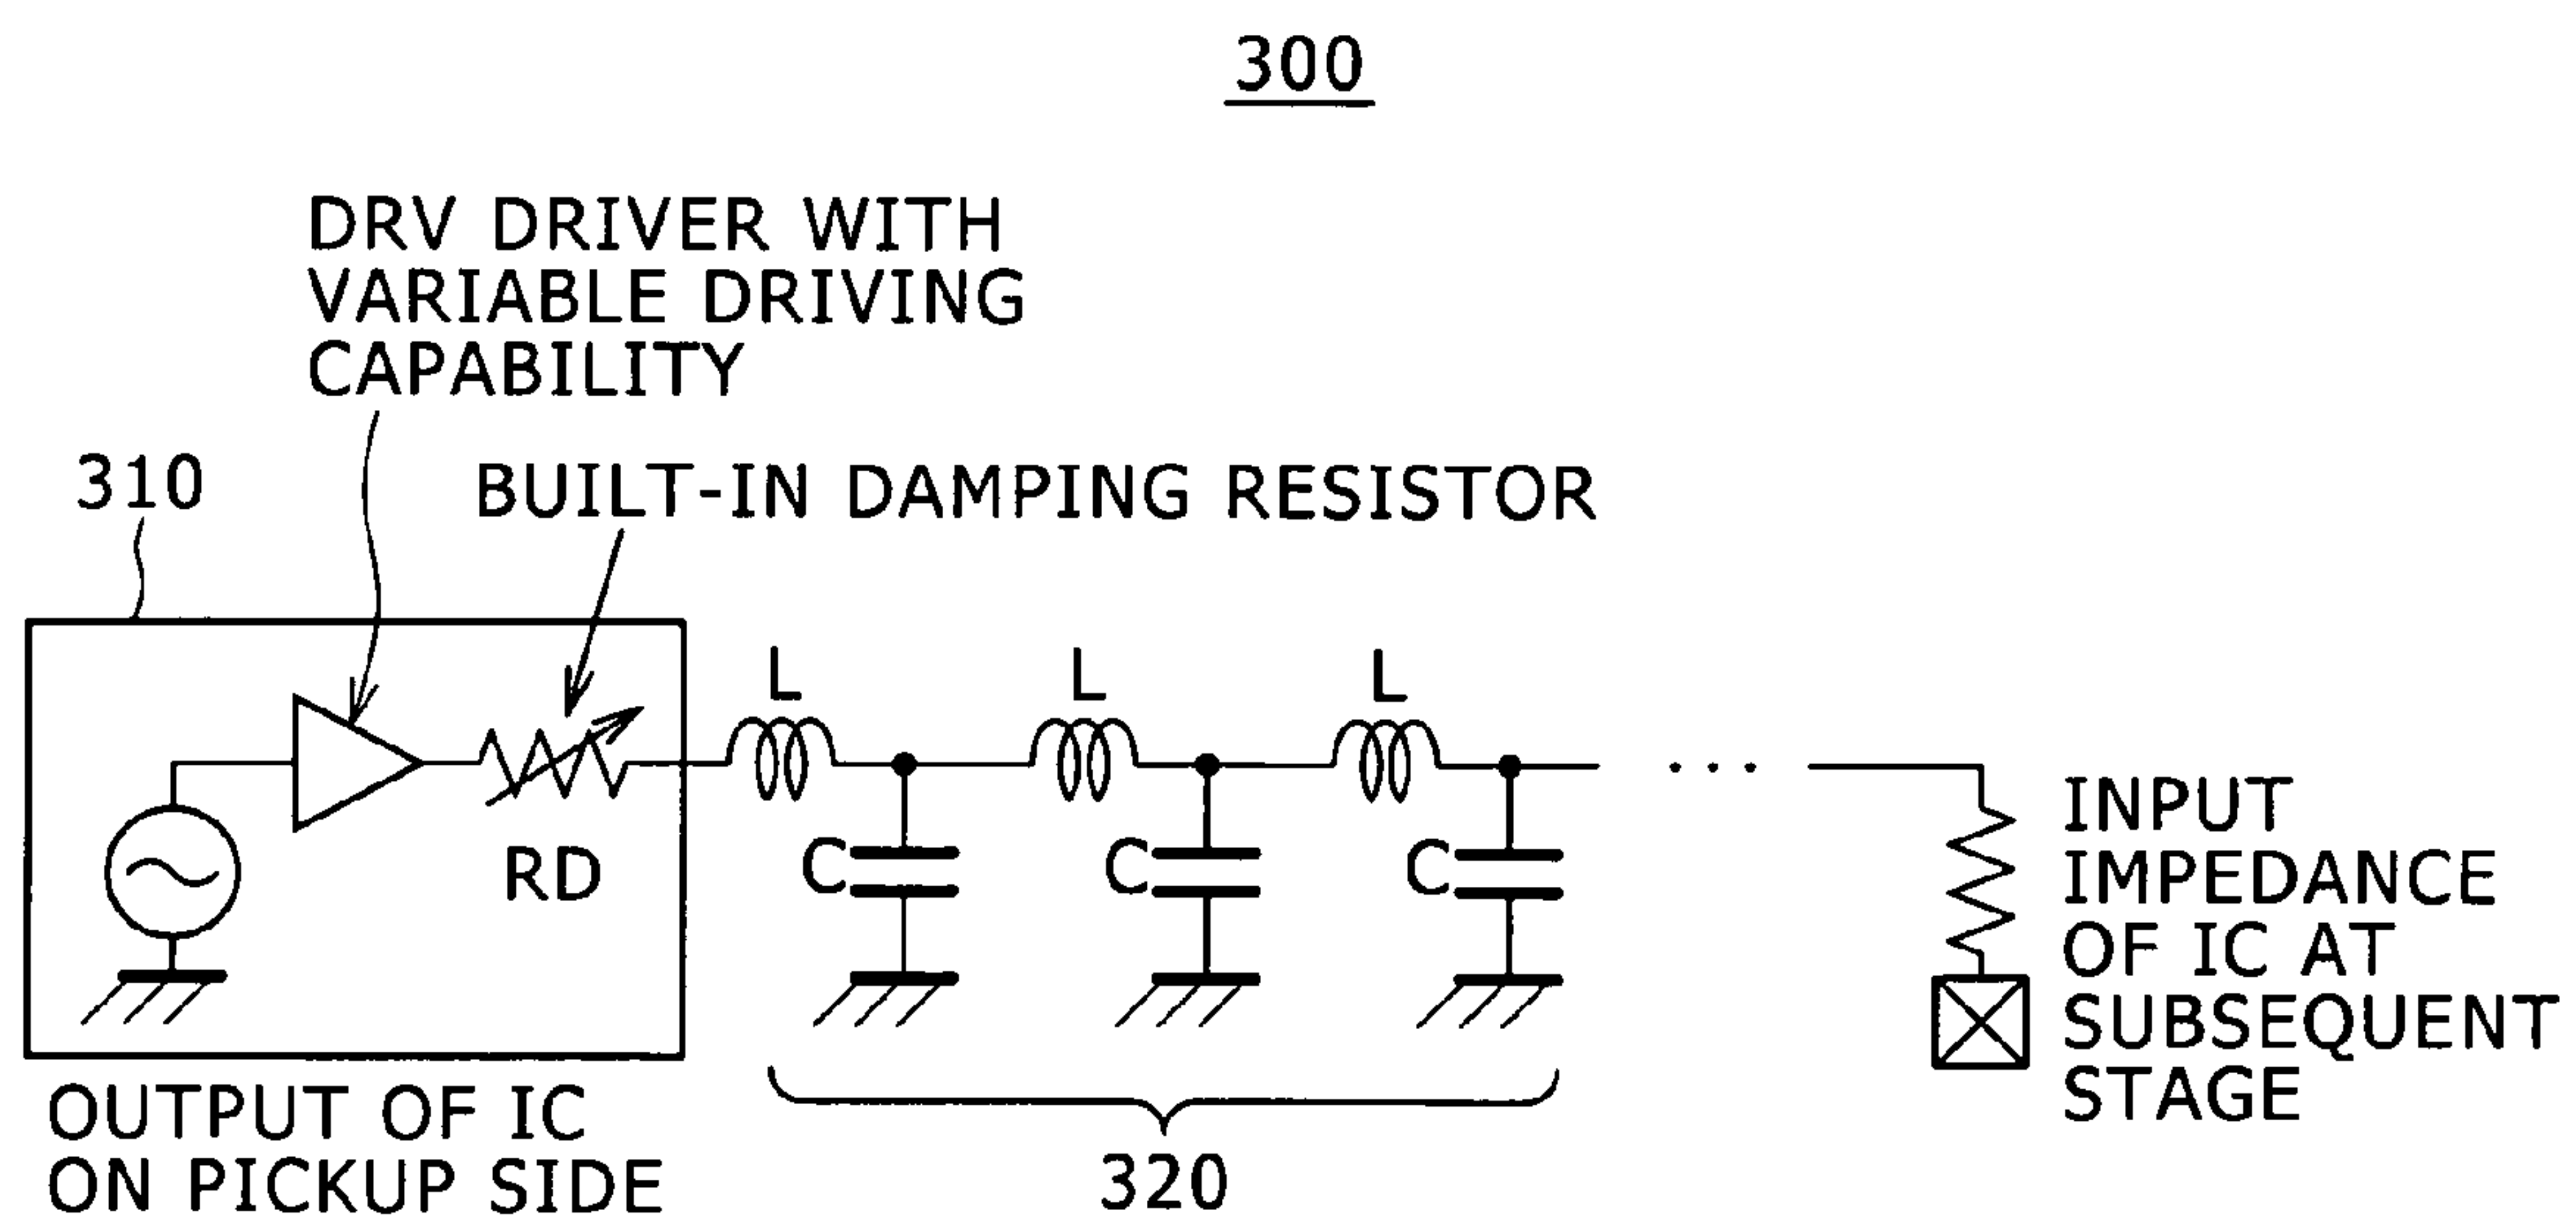 300
DRV DRIVER WITH
VARIABLE DRIVING
CAPABILITY
310
BUILT-IN DAMPING RESISTOR
L
L
L
RD
C
C
C
INPUT
IMPEDANCE
OF IC AT
SUBSEQUENT
STAGE
OUTPUT OF IC
ON PICKUP SIDE
320